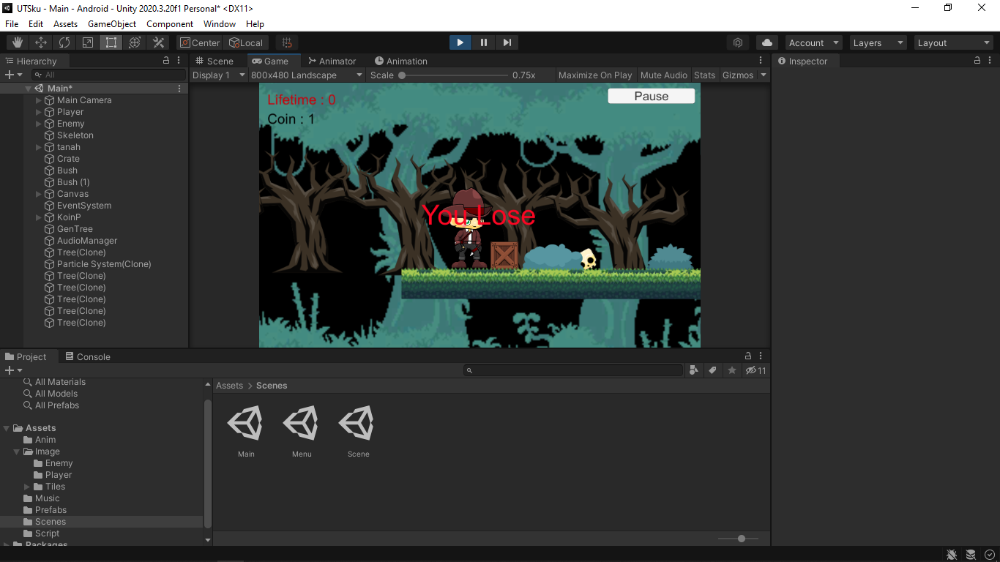 UTSku - Main - Android - Unity 2020.3.20f1 Personal* <DX11>
File Edit Assets GameObject Component Window Help
Center Local Account Layers Layout
Hierarchy
All
Main*
Main Camera
Player
Enemy
Skeleton
tanah
Crate
Bush
Bush (1)
Canvas
EventSystem
KoinP
GenTree
AudioManager
Tree(Clone)
Particle System(Clone)
Tree(Clone)
Tree(Clone)
Tree(Clone)
Tree(Clone)
Tree(Clone)
Scene Game Animator Animation
Display 1 800x480 Landscape Scale 0.75x Maximize On Play Mute Audio Stats Gizmos
Lifetime : 0
Coin : 1
Pause
You Lose
Inspector
Project Console
11
All Materials
All Models
All Prefabs
Assets
Anim
Image
Enemy
Player
Tiles
Music
Prefabs
Scenes
Script
Packages
Assets > Scenes
Main Menu Scene